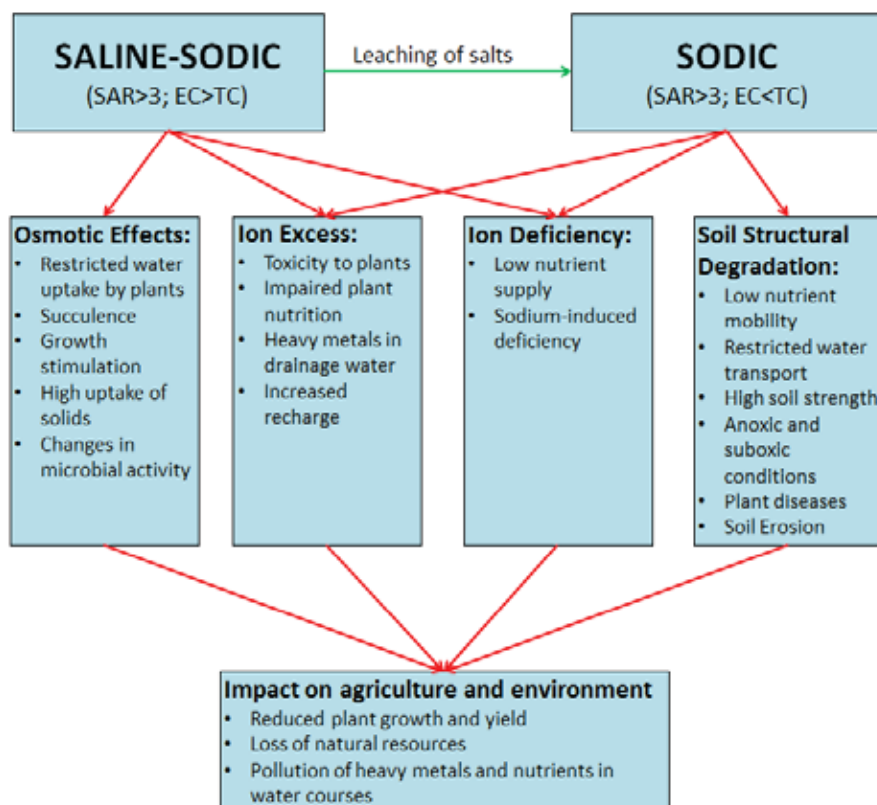 SALINE-SODIC
(SAR>3; EC>TC)
Leaching of salts
SODIC
(SAR>3; EC<TC)
Osmotic Effects:
• Restricted water
uptake by plants
• Succulence
• Growth
stimulation
• High uptake of
solids
• Changes in
microbial activity
Ion Excess:
• Toxicity to plants
• Impaired plant
nutrition
• Heavy metals in
drainage water
• Increased
recharge
Ion Deficiency:
• Low nutrient
supply
• Sodium-induced
deficiency
Soil Structural
Degradation:
• Low nutrient
mobility
• Restricted water
transport
• High soil strength
• Anoxic and
suboxic
conditions
• Plant diseases
• Soil Erosion
Impact on agriculture and environment
• Reduced plant growth and yield
• Loss of natural resources
• Pollution of heavy metals and nutrients in
water courses